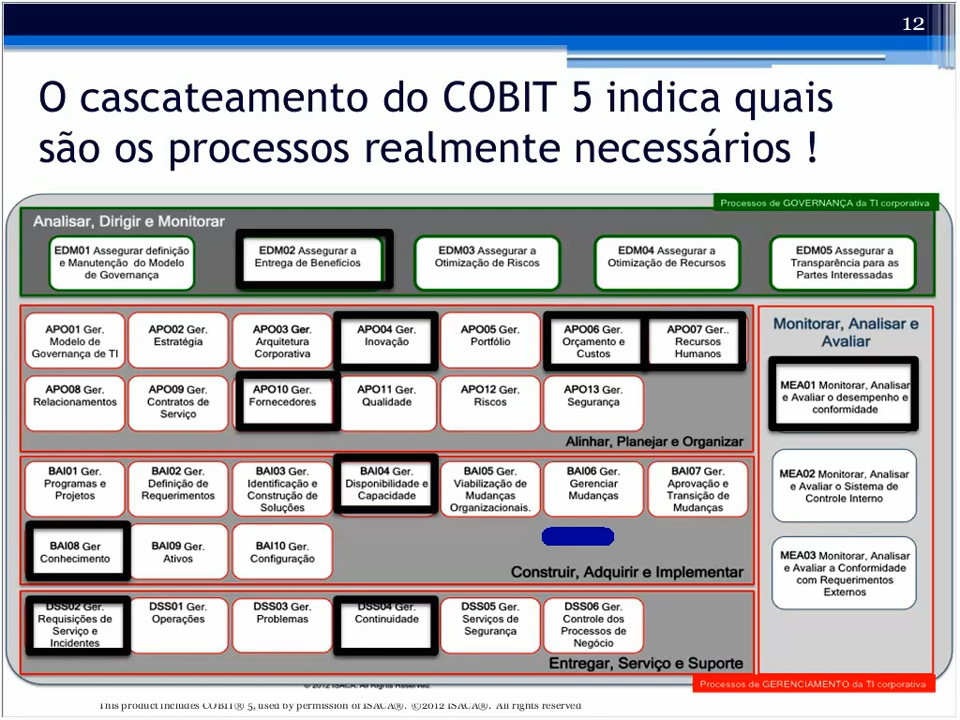 12
O cascateamento do COBIT 5 indica quais
são os processos realmente necessários !
Processos de GOVERNANÇA da TI corporativa
Analisar, Dirigir e Monitorar
EDM01 Assegurar definição
e Manutenção do Modelo
de Governança
EDM02 Assegurar a
Entrega de Benefícios
EDM03 Assegurar a
Otimização de Riscos
EDM04 Assegurar a
Otimização de Recursos
EDM05 Assegurar a
Transparência para as
Partes Interessadas
APO01 Ger.
Modelo de
Governança de TI
APO02 Ger.
Estratégia
APO03 Ger.
Arquitetura
Corporativa
APO04 Ger.
Inovação
APO05 Ger.
Portfólio
APO06 Ger.
Orçamento e
Custos
APO07 Ger..
Recursos
Humanos
APO08 Ger.
Relacionamentos
APO09 Ger.
Contratos de
Serviço
APO10 Ger.
Fornecedores
APO11 Ger.
Qualidade
APO12 Ger.
Riscos
APO13 Ger.
Segurança
Alinhar, Planejar e Organizar
Monitorar, Analisar e
Avaliar
MEA01 Monitorar, Analisar
e Avaliar o desempenho e
conformidade
MEA02 Monitorar, Analisar
e Avaliar o Sistema de
Controle Interno
MEA03 Monitorar, Analisar
e Avaliar a Conformidade
com Requerimentos
Externos
BAI01 Ger.
Programas e
Projetos
BAI02 Ger.
Definição de
Requerimentos
BAI03 Ger.
Identificação e
Construção de
Soluções
BAI04 Ger.
Disponibilidade e
Capacidade
BAI05 Ger.
Viabilização de
Mudanças
Organizacionais.
BAI06 Ger.
Gerenciar
Mudanças
BAI07 Ger.
Aprovação e
Transição de
Mudanças
BAI08 Ger
Conhecimento
BAI09 Ger.
Ativos
BAI10 Ger.
Configuração
Construir, Adquirir e Implementar
DSS02 Ger.
Requisições de
Serviço e
Incidentes
DSS01 Ger.
Operações
DSS03 Ger.
Problemas
DSS04 Ger.
Continuidade
DSS05 Ger.
Serviços de
Segurança
DSS06 Ger.
Controle dos
Processos de
Negócio
Entregar, Serviço e Suporte
Processos de GERENCIAMENTO da TI corporativa
© 2012 ISACA. All Rights Reserved.
This product includes COBIT® 5, used by permission of ISACA®. ©2012 ISACA®. All rights reserved